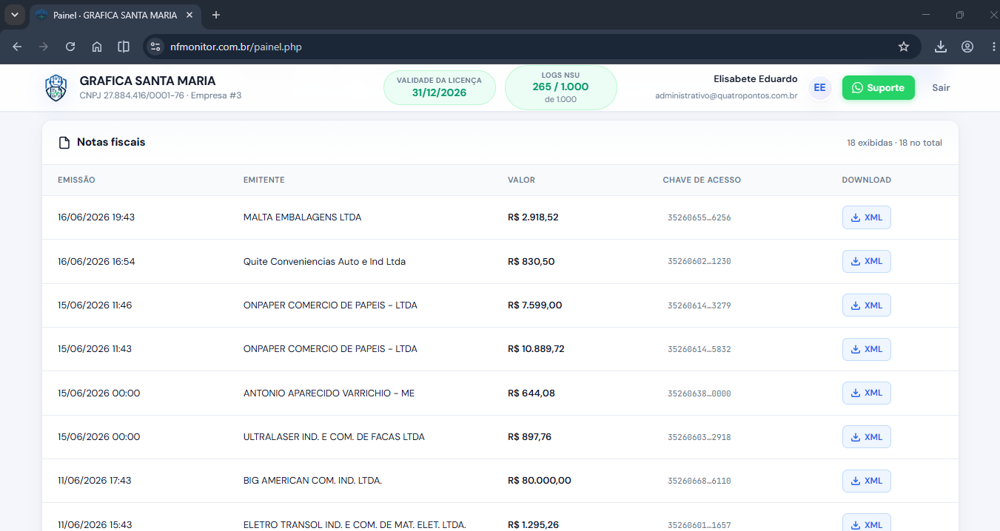 Painel · GRAFICA SANTA MARIA
nfmonitor.com.br/painel.php
GRAFICA SANTA MARIA
CNPJ 27.884.416/0001-76 · Empresa #3
VALIDADE DA LICENÇA
31/12/2026
LOGS NSU
265 / 1.000
de 1.000
Elisabete Eduardo
administrativo@quatropontos.com.br
EE
Suporte
Sair
Notas fiscais
18 exibidas · 18 no total
EMISSÃO EMITENTE VALOR CHAVE DE ACESSO DOWNLOAD
16/06/2026 19:43 MALTA EMBALAGENS LTDA R$ 2.918,52 35260655…6256 XML
16/06/2026 16:54 Quite Conveniencias Auto e Ind Ltda R$ 830,50 35260602…1230 XML
15/06/2026 11:46 ONPAPER COMERCIO DE PAPEIS - LTDA R$ 7.599,00 35260614…3279 XML
15/06/2026 11:43 ONPAPER COMERCIO DE PAPEIS - LTDA R$ 10.889,72 35260614…5832 XML
15/06/2026 00:00 ANTONIO APARECIDO VARRICHIO - ME R$ 644,08 35260638…0000 XML
15/06/2026 00:00 ULTRALASER IND. E COM. DE FACAS LTDA R$ 897,76 35260603…2918 XML
11/06/2026 17:43 BIG AMERICAN COM. IND. LTDA. R$ 80.000,00 35260668…6110 XML
11/06/2026 15:43 ELETRO TRANSOL IND. E COM. DE MAT. ELET. LTDA. R$ 1.295,26 35260601…1657 XML